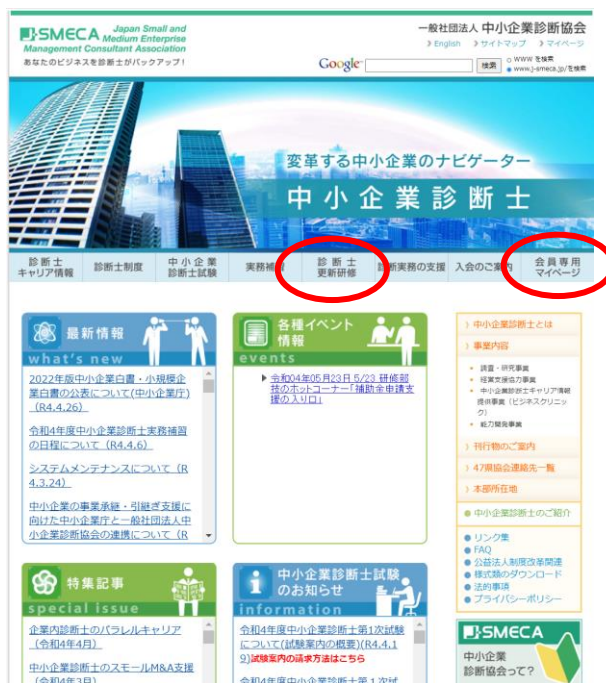 J-SMECA Japan Small and
Medium Enterprise
Management Consultant Association
あなたのビジネスを診断士がバックアップ！
一般社団法人 中小企業診断協会
English サイトマップ マイページ
Google 検索 WWW を検索
www.j-smeca.jp/を検索
変革する中小企業のナビゲーター
中小企業診断士
診断士
キャリア情報
診断士制度
中小企業
診断士試験
実務補習
診断士
更新研修
診断実務の支援
入会のご案内
会員専用
マイページ
最新情報
what's new
2022年版中小企業白書・小規模企
業白書の公表について(中小企業庁)
（R4.4.26）
令和4年度中小企業診断士実務補習
の日程について（R4.4.6）
システムメンテナンスについて（R
4.3.24）
中小企業の事業承継・引継ぎ支援に
向けた中小企業庁と一般社団法人中
小企業診断協会の連携について（R
各種イベント
情報
events
令和04年05月23日 5/23 研修部
技のホットコーナー「補助金申請支
援の入り口」
中小企業診断士とは
事業内容
調査・研究事業
経営支援協力事業
中小企業診断士キャリア情報
提供事業（ビジネスクリニッ
ク）
能力開発事業
刊行物のご案内
47県協会連絡先一覧
本部所在地
中小企業診断士のご紹介
リンク集
FAQ
公益法人制度改革関連
様式類のダウンロード
法的事項
プライバシーポリシー
特集記事
special issue
企業内診断士のパラレルキャリア
（令和4年4月）
中小企業診断士のスモールM&A支援
（令和4年3月）
中小企業診断士試験
のお知らせ
information
令和4年度中小企業診断士第1次試験
について(試験案内の概要)(R4.4.1
9)試験案内の請求方法はこちら
令和4年度中小企業診断士第1次試
J-SMECA
中小企業
診断協会って？